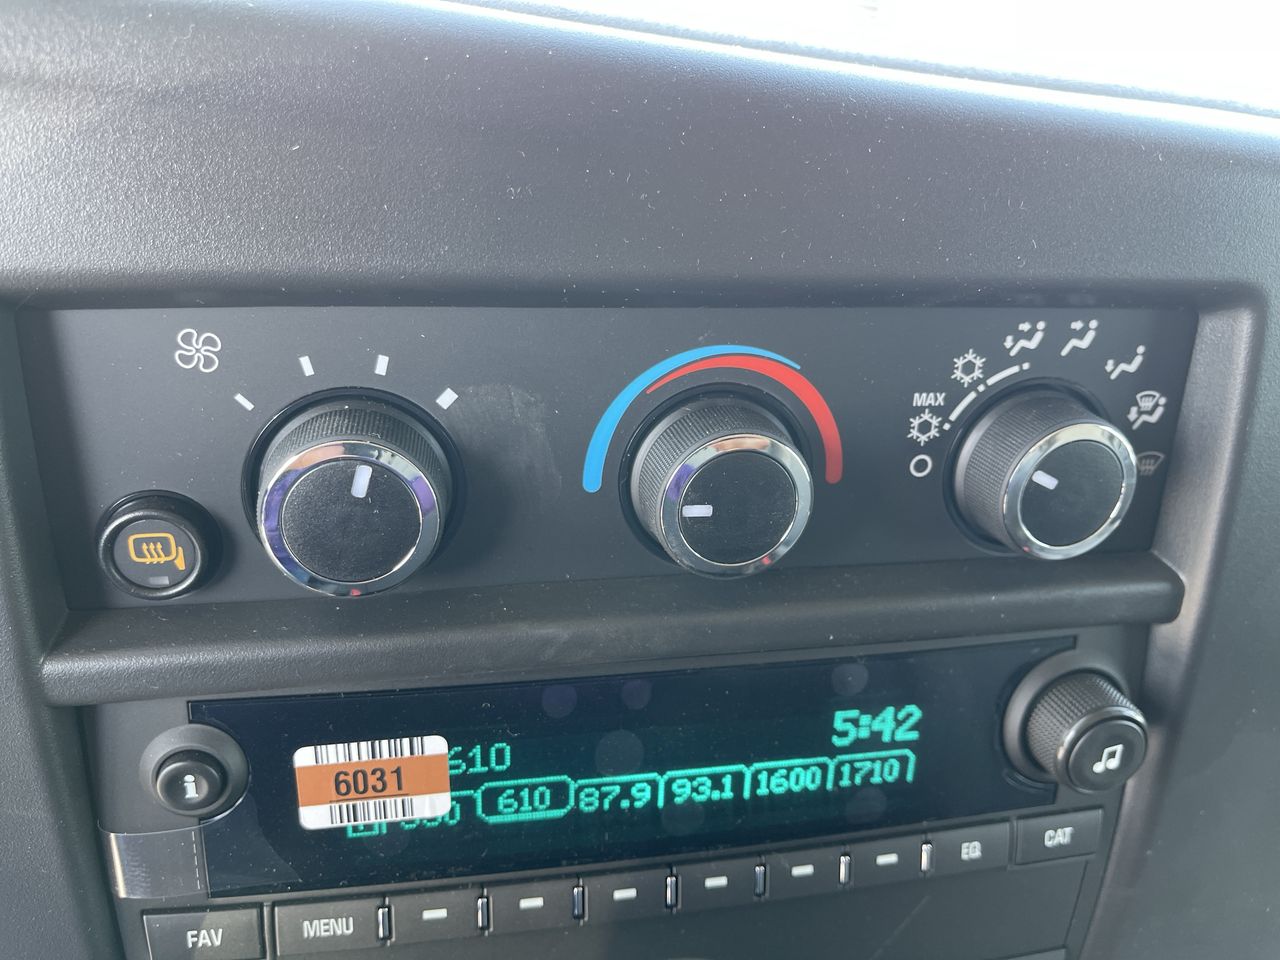 MAX
5:42
610
6031
610 87.9 93.1 1600 1710
i
EQ CAT
FAV MENU